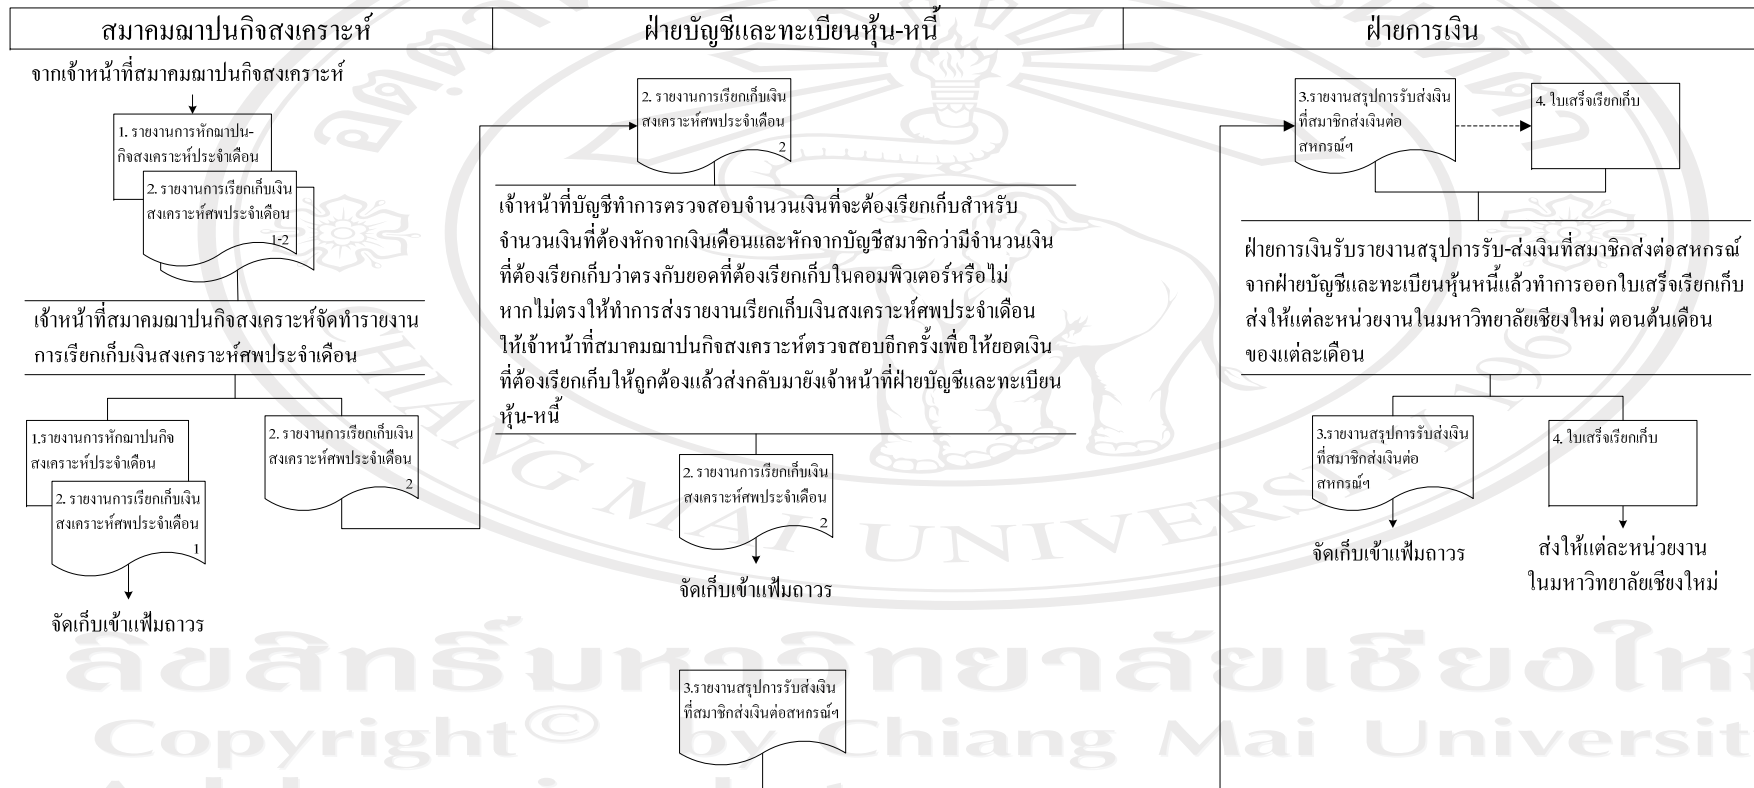 สมาคมฌาปนกิจสงเคราะห์
ฝ่ายบัญชีและทะเบียนหุ้น-หนี้
ฝ่ายการเงิน
จากเจ้าหน้าที่สมาคมฌาปนกิจสงเคราะห์
1. รายงานการหักฌาปน-
กิจสงเคราะห์ประจำเดือน
2. รายงานการเรียกเก็บเงิน
สงเคราะห์ศพประจำเดือน
1-2
เจ้าหน้าที่สมาคมฌาปนกิจสงเคราะห์จัดทำรายงาน
การเรียกเก็บเงินสงเคราะห์ศพประจำเดือน
1.รายงานการหักฌาปนกิจ
สงเคราะห์ประจำเดือน
2. รายงานการเรียกเก็บเงิน
สงเคราะห์ศพประจำเดือน
1
จัดเก็บเข้าแฟ้มถาวร
2. รายงานการเรียกเก็บเงิน
สงเคราะห์ศพประจำเดือน
2
2. รายงานการเรียกเก็บเงิน
สงเคราะห์ศพประจำเดือน
2
เจ้าหน้าที่บัญชีทำการตรวจสอบจำนวนเงินที่จะต้องเรียกเก็บสำหรับ
จำนวนเงินที่ต้องหักจากเงินเดือนและหักจากบัญชีสมาชิกว่ามีจำนวนเงิน
ที่ต้องเรียกเก็บว่าตรงกับยอดที่ต้องเรียกเก็บในคอมพิวเตอร์หรือไม่
หากไม่ตรงให้ทำการส่งรายงานเรียกเก็บเงินสงเคราะห์ศพประจำเดือน
ให้เจ้าหน้าที่สมาคมฌาปนกิจสงเคราะห์ตรวจสอบอีกครั้งเพื่อให้ยอดเงิน
ที่ต้องเรียกเก็บให้ถูกต้องแล้วส่งกลับมายังเจ้าหน้าที่ฝ่ายบัญชีและทะเบียน
หุ้น-หนี้
2. รายงานการเรียกเก็บเงิน
สงเคราะห์ศพประจำเดือน
2
จัดเก็บเข้าแฟ้มถาวร
3.รายงานสรุปการรับส่งเงิน
ที่สมาชิกส่งเงินต่อสหกรณ์ฯ
3.รายงานสรุปการรับส่งเงิน
ที่สมาชิกส่งเงินต่อ
สหกรณ์ฯ
4. ใบเสร็จเรียกเก็บ
ฝ่ายการเงินรับรายงานสรุปการรับ-ส่งเงินที่สมาชิกส่งต่อสหกรณ์
จากฝ่ายบัญชีและทะเบียนหุ้นหนี้แล้วทำการออกใบเสร็จเรียกเก็บ
ส่งให้แต่ละหน่วยงานในมหาวิทยาลัยเชียงใหม่ ตอนต้นเดือน
ของแต่ละเดือน
3.รายงานสรุปการรับส่งเงิน
ที่สมาชิกส่งเงินต่อ
สหกรณ์ฯ
4. ใบเสร็จเรียกเก็บ
จัดเก็บเข้าแฟ้มถาวร
ส่งให้แต่ละหน่วยงาน
ในมหาวิทยาลัยเชียงใหม่
CHIANG MAI UNIVERSITY 196
Copyright© by Chiang Mai Universit